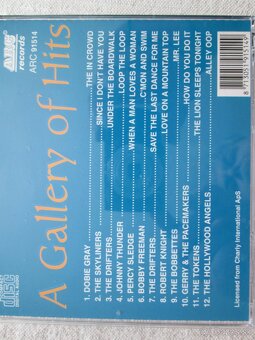 ARC
records
ARC 91514
A Gallery of Hits
1. DOBIE GRAY....THE IN CROWD
2. THE SKYLINERS....SINCE I DON'T HAVE YOU
3. THE DRIFTERS....UNDER THE BOARDWALK
4. JOHNNY THUNDER....LOOP THE LOOP
5. PERCY SLEDGE....WHEN A MAN LOVES A WOMAN
6. BOBBY FREEMAN....C'MON AND SWIM
7. THE DRIFTERS....SAVE THE LAST DANCE FOR ME
8. ROBERT KNIGHT....LOVE ON A MOUNTAIN TOP
9. THE BOBBETTES....MR. LEE
10. GERRY & THE PACEMAKERS....HOW DO YOU DO IT
11. THE TOKENS....THE LION SLEEPS TONIGHT
12. THE HOLLYWOOD ANGELS....ALLEY OOP
Licensed from Charly International ApS
COMPACT
disc
DIGITAL AUDIO